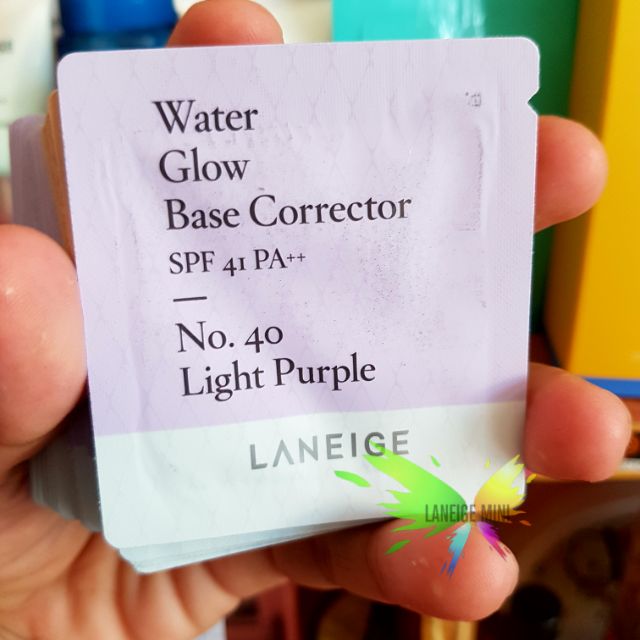 Water
Glow
Base Corrector
SPF 41 PA++
No. 40
Light Purple
LANEIGE
LANEIGE MINI